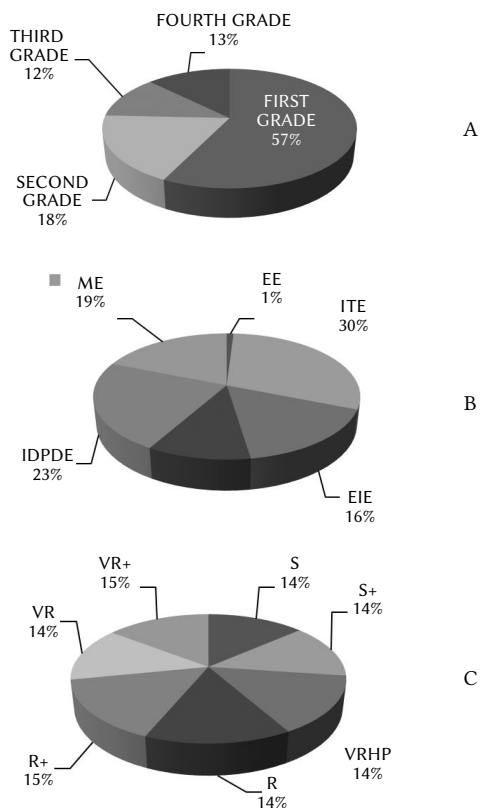 FOURTH GRADE
13%
THIRD
GRADE
12%
FIRST
GRADE
57%
A
SECOND
GRADE
18%
ME
19%
EE
1%
ITE
30%
B
IDPDE
23%
EIE
16%
VR+
15%
S
14%
S+
14%
VR
14%
C
R+
15%
R
14%
VRHP
14%